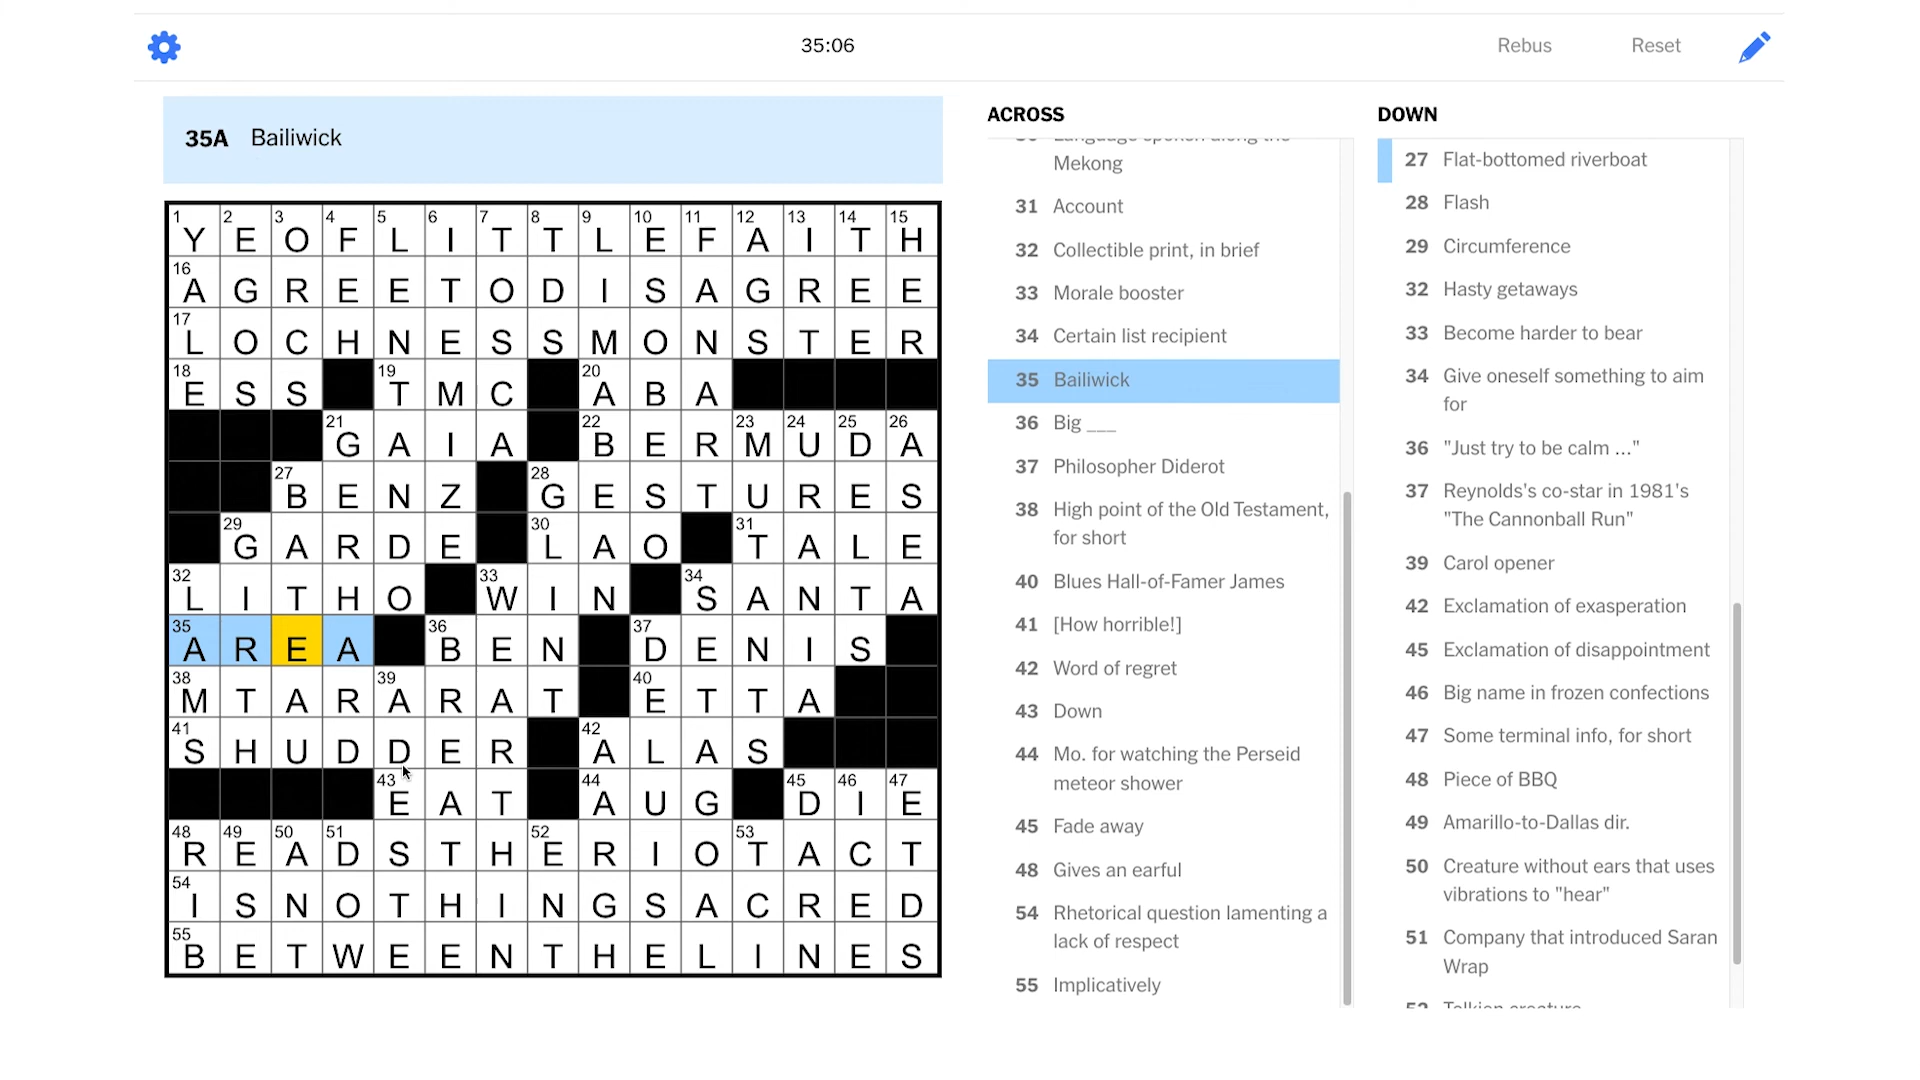 35:06
Rebus
Reset
35A Bailiwick
1 2 3 4 5 6 7 8 9 10 11 12 13 14 15
Y E O F L I T T L E F A I T H
16
A G R E E T O D I S A G R E E
17
L O C H N E S S M O N S T E R
18 19 20
E S S T M C A B A
21 22 23 24 25 26
G A I A B E R M U D A
27 28
B E N Z G E S T U R E S
29 30 31
G A R D E L A O T A L E
32 33 34
L I T H O W I N S A N T A
35 36 37
A R E A B E N D E N I S
38 39 40
M T A R A R A T E T T A
41 42
S H U D D E R A L A S
43 44 45 46 47
E A T A U G D I E
48 49 50 51 52 53
R E A D S T H E R I O T A C T
54
I S N O T H I N G S A C R E D
55
B E T W E E N T H E L I N E S
ACROSS
30 Language spoken along the
Mekong
31 Account
32 Collectible print, in brief
33 Morale booster
34 Certain list recipient
35 Bailiwick
36 Big ___
37 Philosopher Diderot
38 High point of the Old Testament,
for short
40 Blues Hall-of-Famer James
41 [How horrible!]
42 Word of regret
43 Down
44 Mo. for watching the Perseid
meteor shower
45 Fade away
48 Gives an earful
54 Rhetorical question lamenting a
lack of respect
55 Implicatively
DOWN
27 Flat-bottomed riverboat
28 Flash
29 Circumference
32 Hasty getaways
33 Become harder to bear
34 Give oneself something to aim
for
36 "Just try to be calm ..."
37 Reynolds's co-star in 1981's
"The Cannonball Run"
39 Carol opener
42 Exclamation of exasperation
45 Exclamation of disappointment
46 Big name in frozen confections
47 Some terminal info, for short
48 Piece of BBQ
49 Amarillo-to-Dallas dir.
50 Creature without ears that uses
vibrations to "hear"
51 Company that introduced Saran
Wrap
52 Tolkien creature